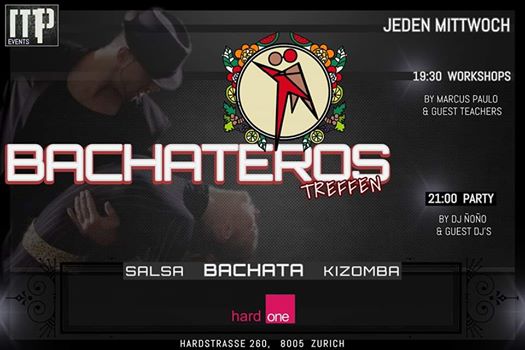 MP
EVENTS
JEDEN MITTWOCH
19:30 WORKSHOPS
BY MARCUS PAULO
& GUEST TEACHERS
BACHATEROS
TREFFEN
21:00 PARTY
BY DJ ÑOÑO
& GUEST DJ'S
SALSA BACHATA KIZOMBA
hard one
HARDSTRASSE 260, 8005 ZURICH